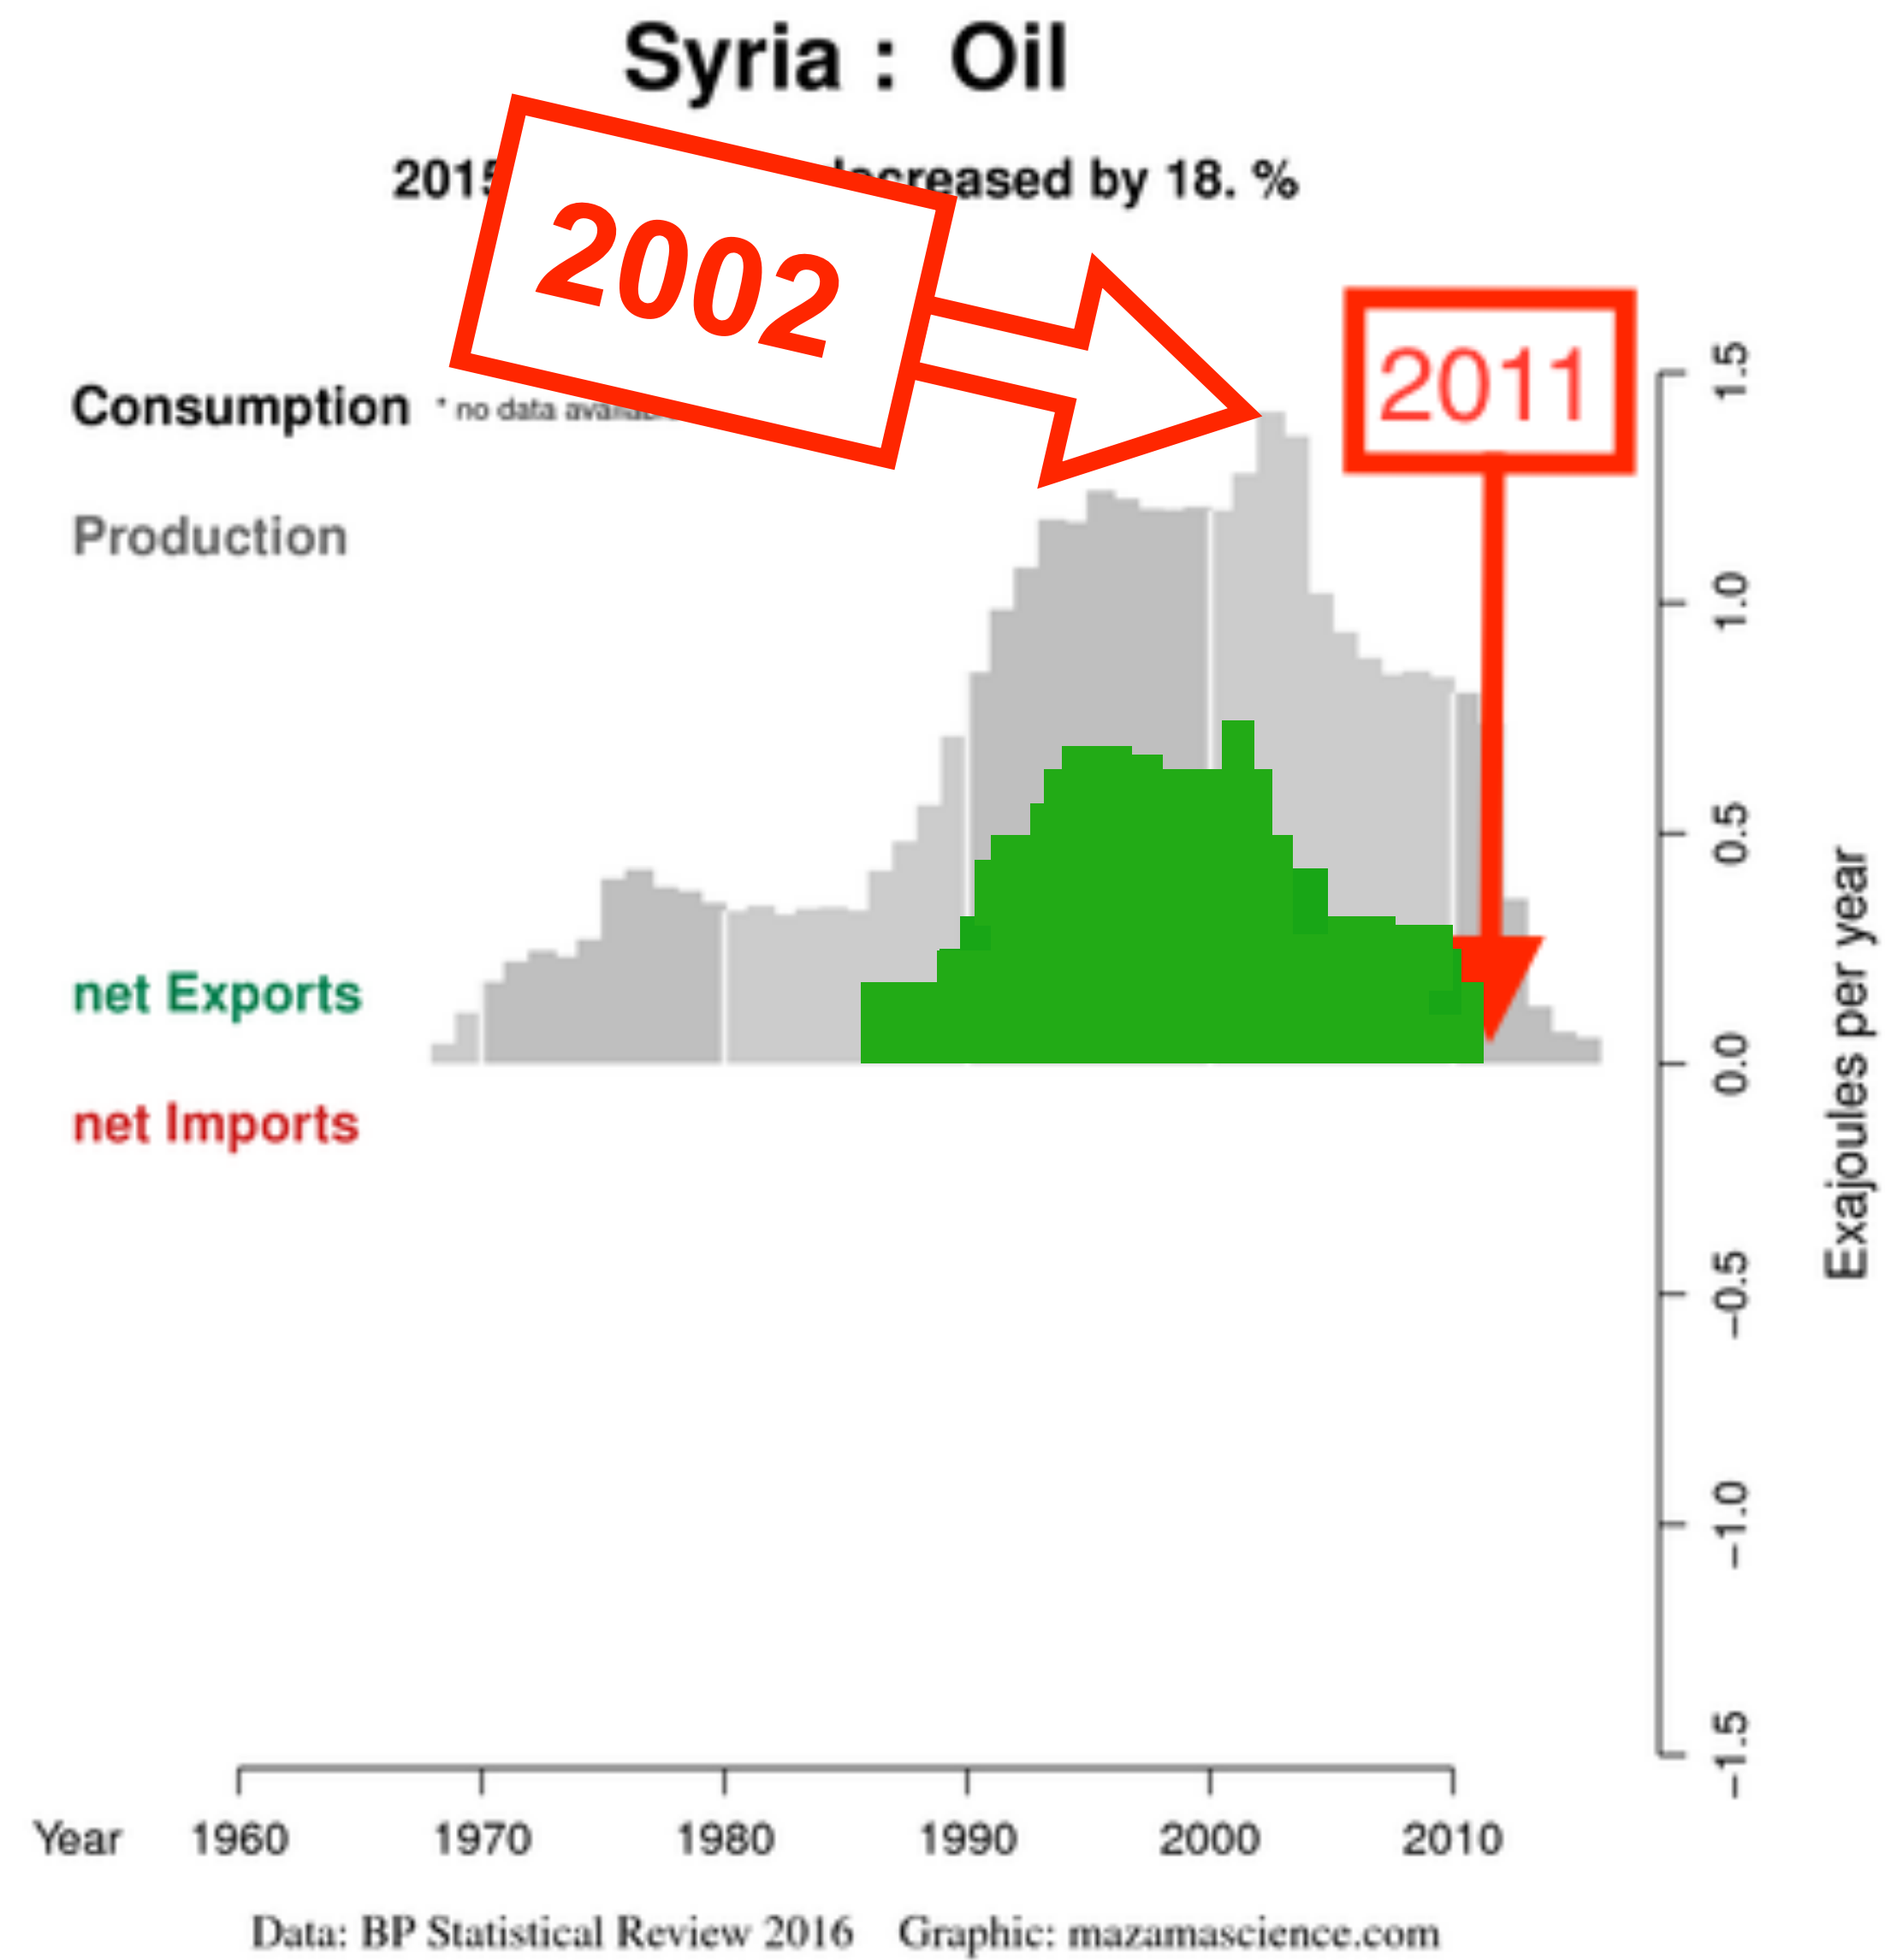 Syria : Oil
2015 decreased by 18. %
2002
2011
Consumption * no data
Production
net Exports
net Imports
1.5
1.0
0.5
0.0
−0.5
−1.0
−1.5
Exajoules per year
Year 1960 1970 1980 1990 2000 2010
Data: BP Statistical Review 2016 Graphic: mazamascience.com